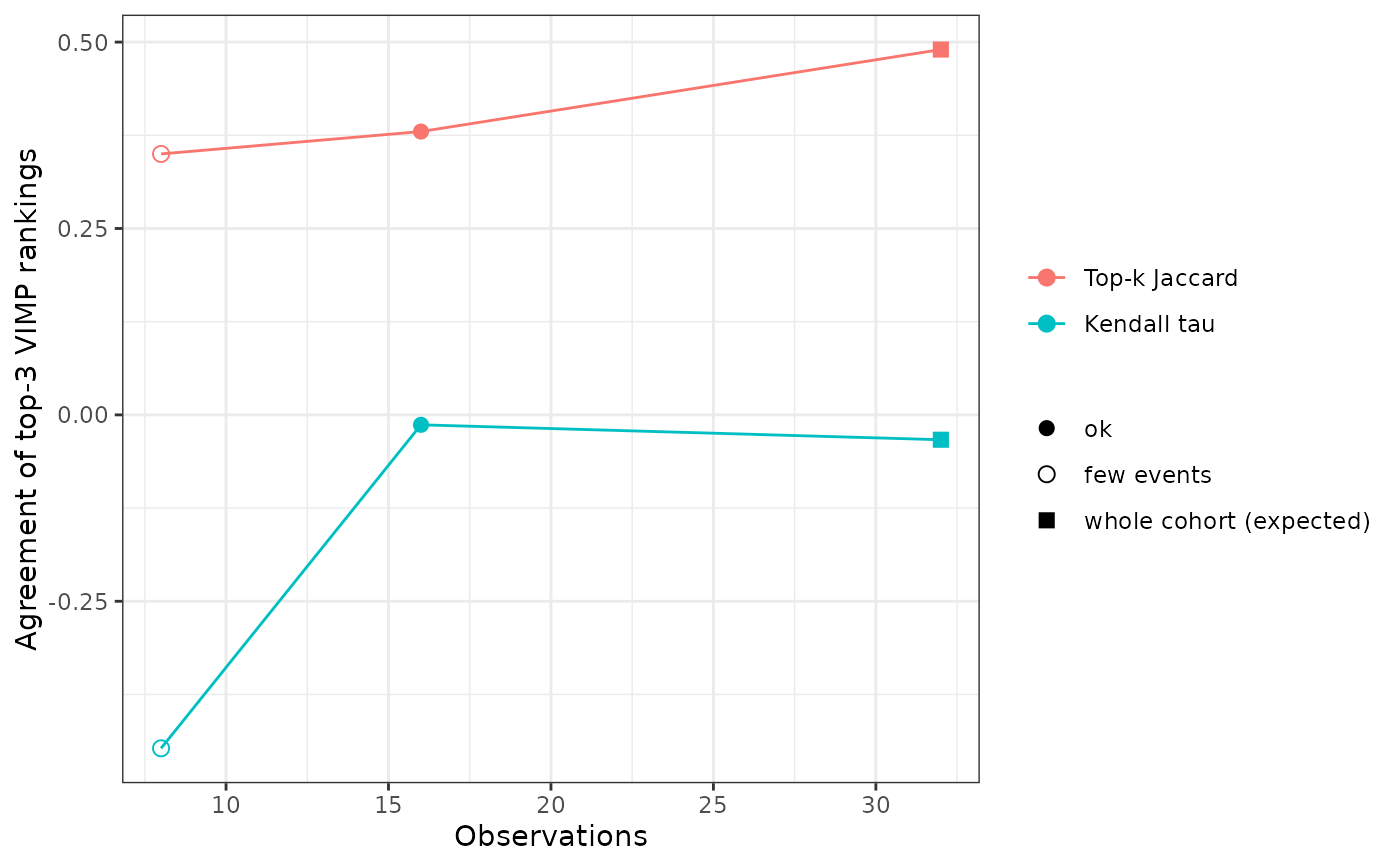 Agreement of top-3 VIMP rankings
0.50
0.25
0.00
-0.25
10 15 20 25 30
Observations
Top-k Jaccard
Kendall tau
ok
few events
whole cohort (expected)